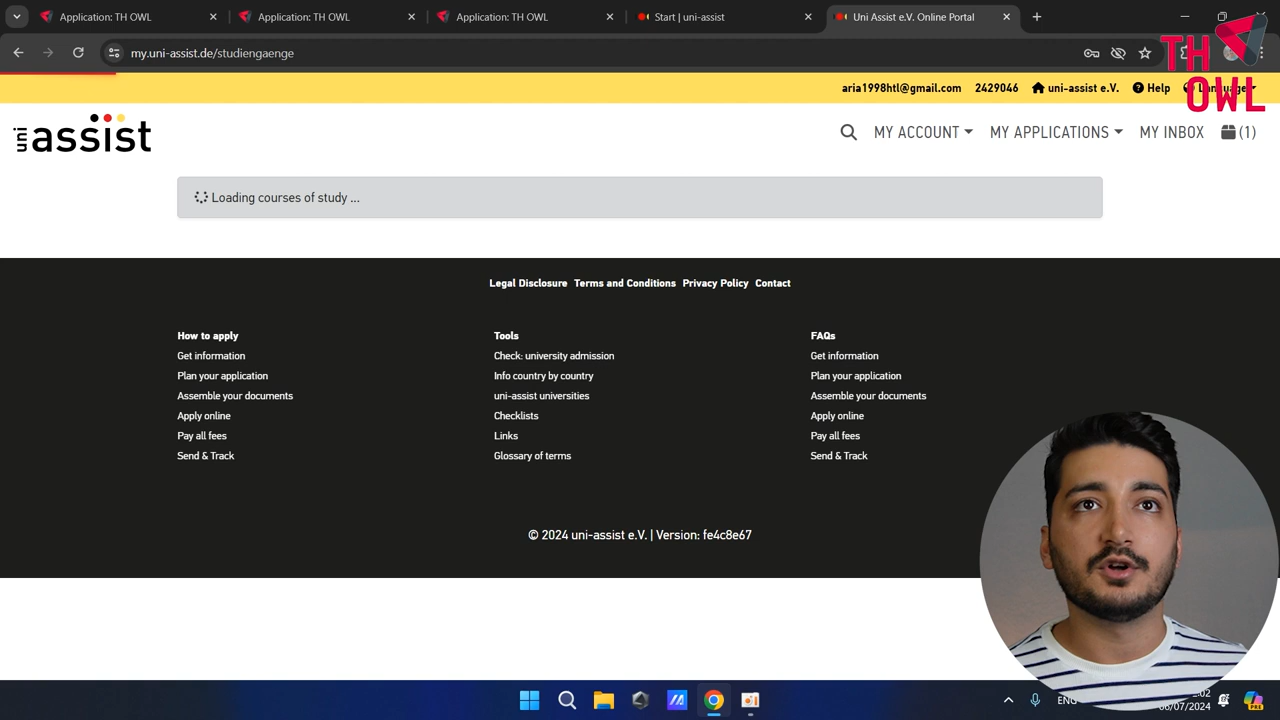 Application: TH OWL
Application: TH OWL
Application: TH OWL
Start | uni-assist
Uni Assist e.V. Online Portal
my.uni-assist.de/studiengaenge
TH
OWL
aria1998htl@gmail.com 2429046 uni-assist e.V. Help
uni assist
MY ACCOUNT MY APPLICATIONS MY INBOX (1)
Loading courses of study ...
Legal Disclosure Terms and Conditions Privacy Policy Contact
How to apply
Get information
Plan your application
Assemble your documents
Apply online
Pay all fees
Send & Track
Tools
Check: university admission
Info country by country
uni-assist universities
Checklists
Links
Glossary of terms
FAQs
Get information
Plan your application
Assemble your documents
Apply online
Pay all fees
Send & Track
© 2024 uni-assist e.V. | Version: fe4c8e67
ENG